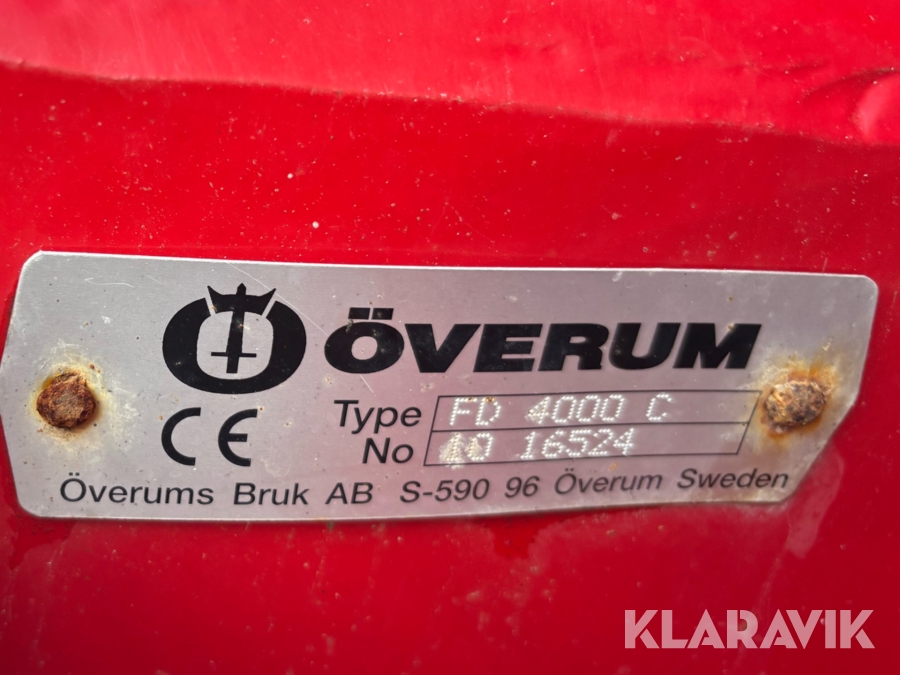 ÖVERUM
Type FD 4000 C
No 10 16524
CE
Överums Bruk AB S-590 96 Överum Sweden
KLARAVIK